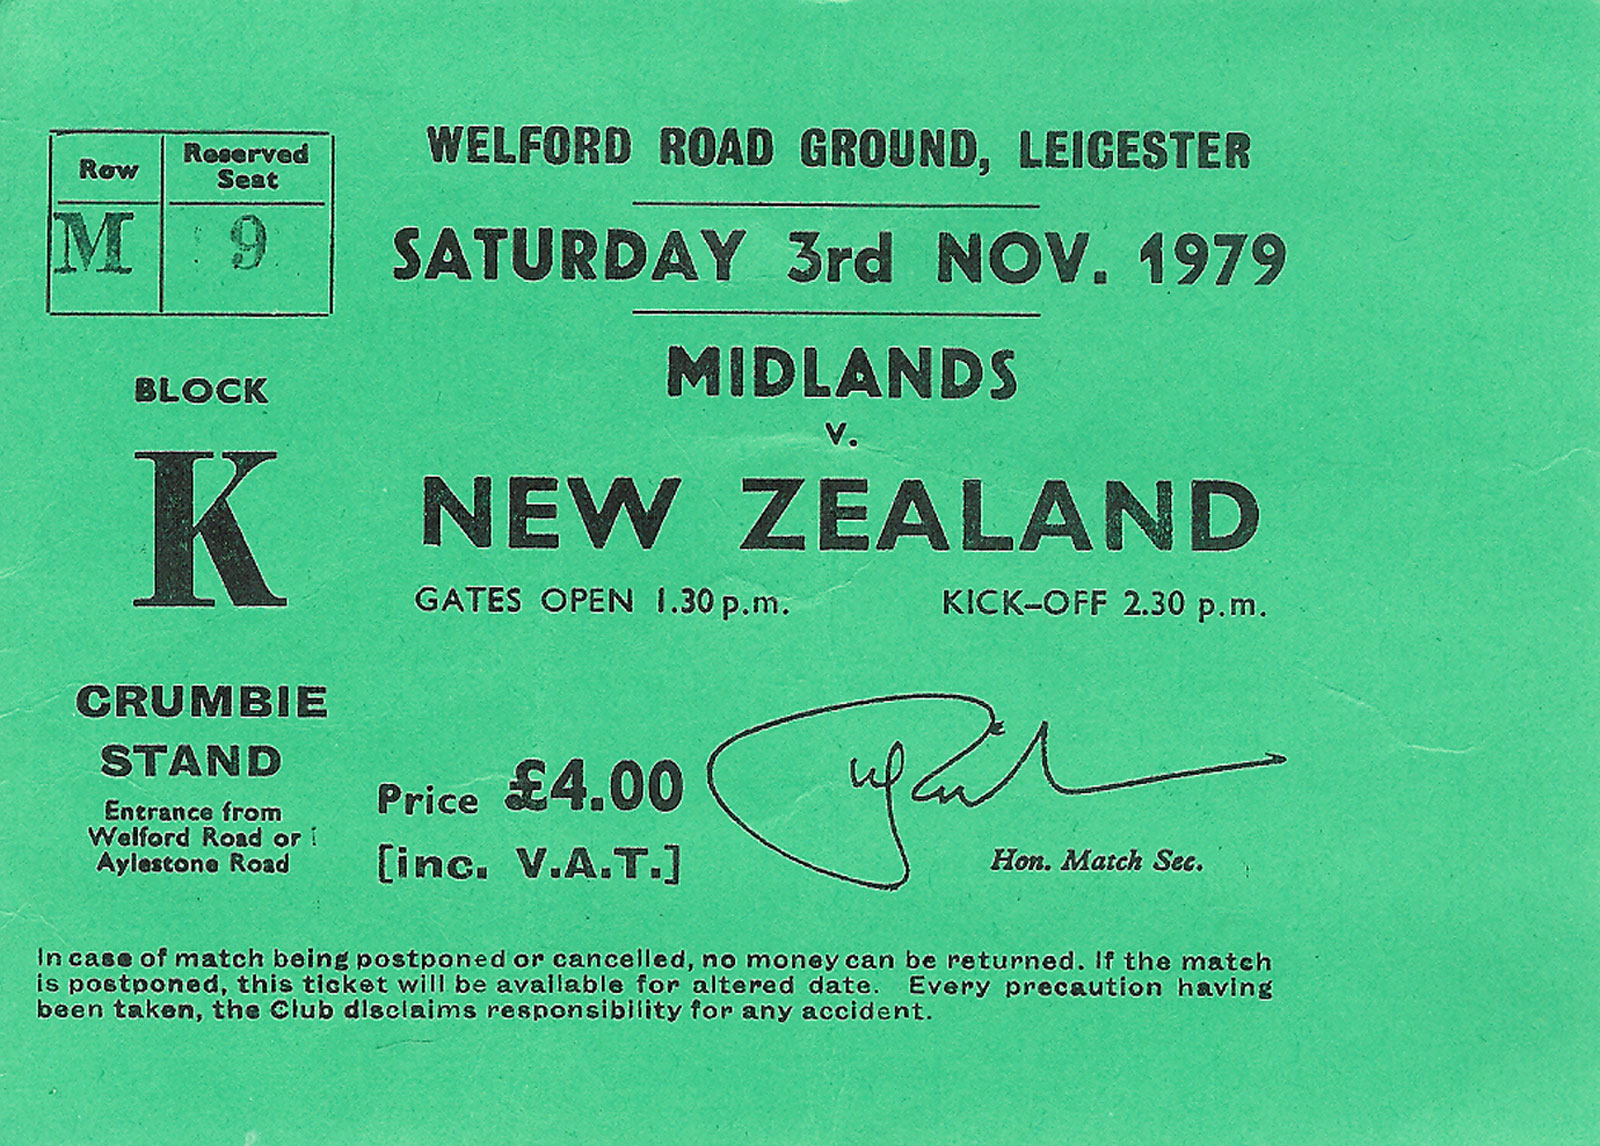 WELFORD ROAD GROUND, LEICESTER
Row
Reserved
Seat
M
9
SATURDAY 3rd NOV. 1979
MIDLANDS
v.
NEW ZEALAND
GATES OPEN 1.30 p.m.
KICK-OFF 2.30 p.m.
BLOCK
K
CRUMBIE
STAND
Entrance from
Welford Road or
Aylestone Road
Price £4.00
[inc. V.A.T.]
Hon. Match Sec.
In case of match being postponed or cancelled, no money can be returned. If the match
is postponed, this ticket will be available for altered date. Every precaution having
been taken, the Club disclaims responsibility for any accident.